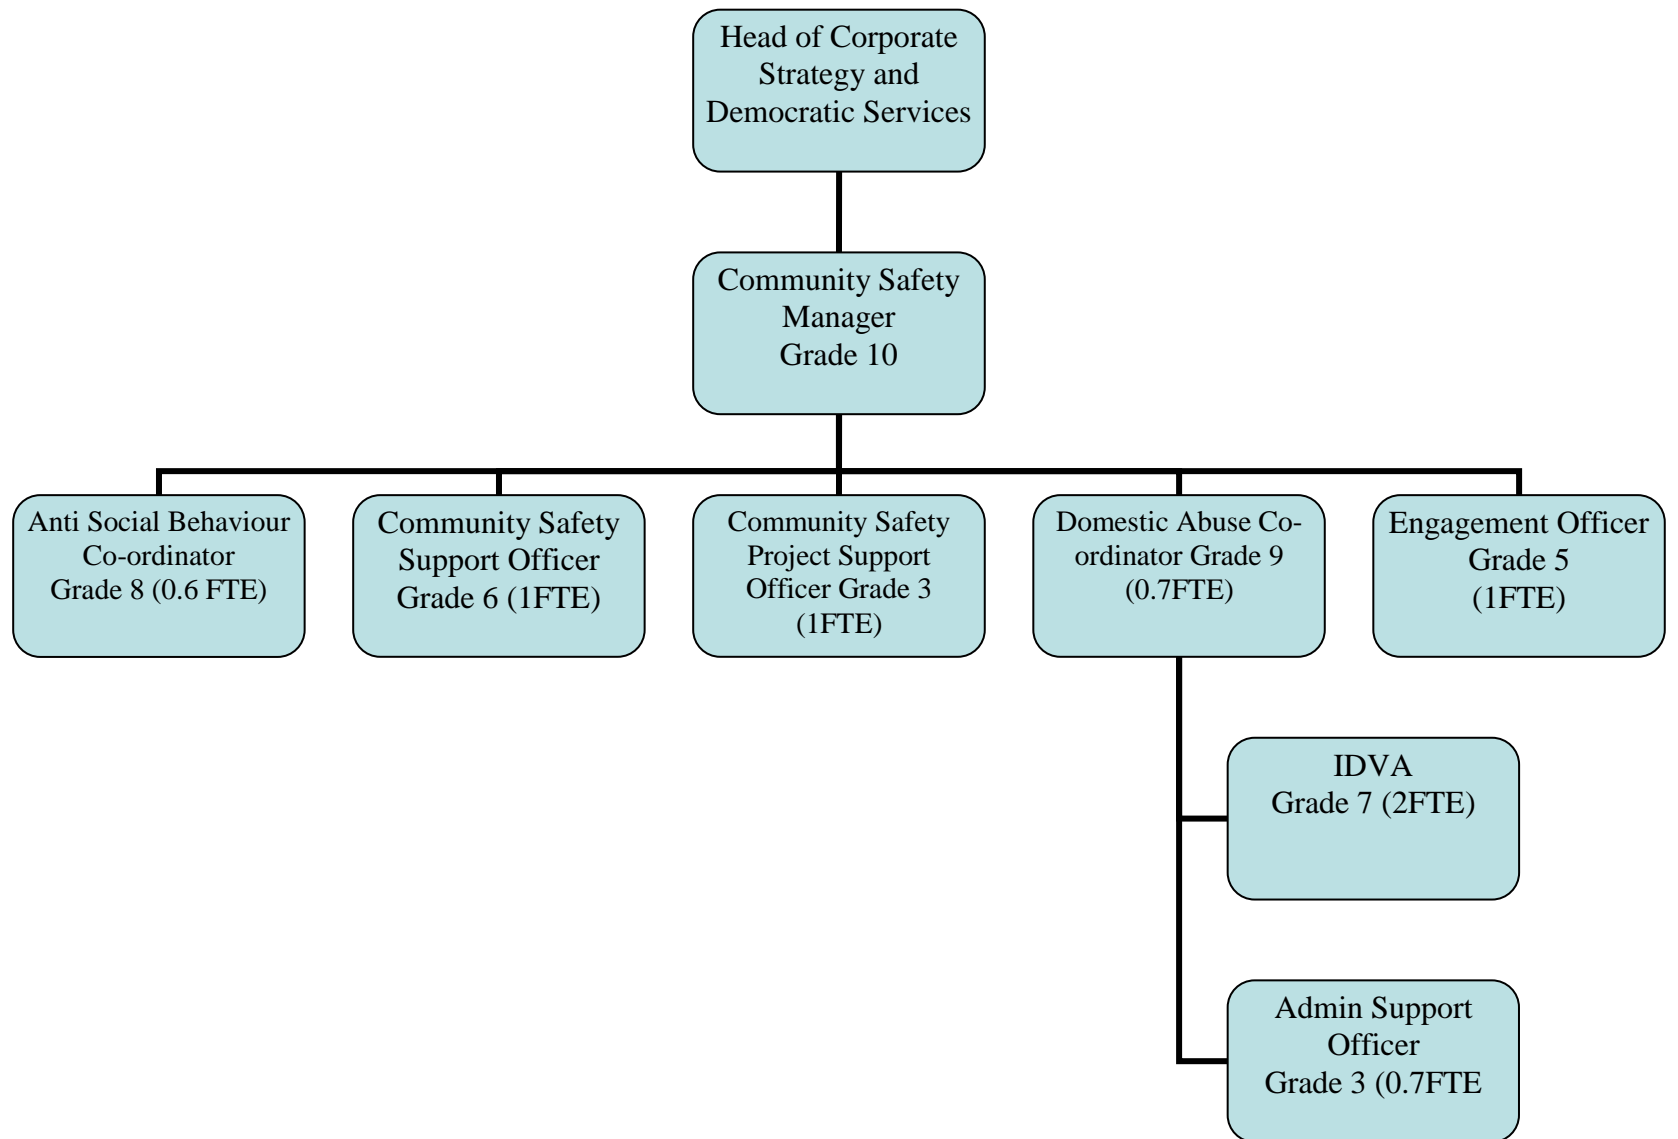 Head of Corporate
Strategy and
Democratic Services
Community Safety
Manager
Grade 10
Anti Social Behaviour
Co-ordinator
Grade 8 (0.6 FTE)
Community Safety
Support Officer
Grade 6 (1FTE)
Community Safety
Project Support
Officer Grade 3
(1FTE)
Domestic Abuse Co-
ordinator Grade 9
(0.7FTE)
Engagement Officer
Grade 5
(1FTE)
IDVA
Grade 7 (2FTE)
Admin Support
Officer
Grade 3 (0.7FTE